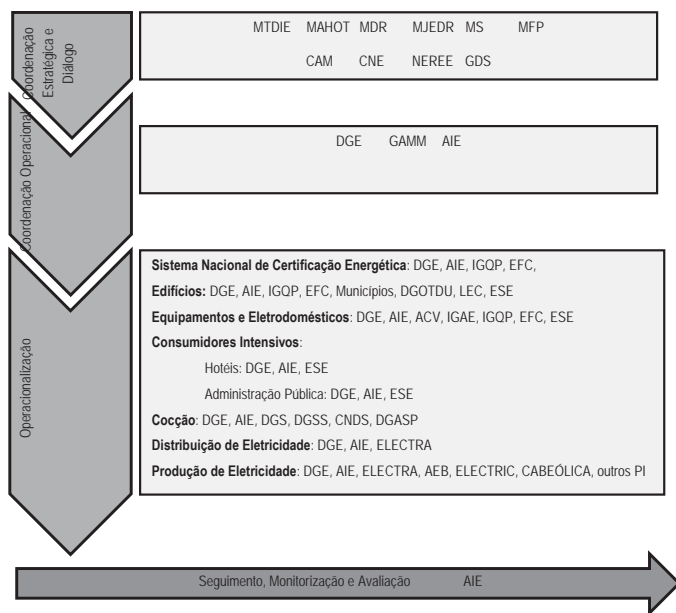 Coordenação
Estratégica e
Diálogo
MTDIE MAHOT MDR MJEDR MS MFP
CAM CNE NEREE GDS
Coordenação Operacional
DGE GAMM AIE
Operacionalização
Sistema Nacional de Certificação Energética: DGE, AIE, IGQP, EFC,
Edifícios: DGE, AIE, IGQP, EFC, Municípios, DGOTDU, LEC, ESE
Equipamentos e Eletrodomésticos: DGE, AIE, ACV, IGAE, IGQP, EFC, ESE
Consumidores Intensivos:
Hotéis: DGE, AIE, ESE
Administração Pública: DGE, AIE, ESE
Cocção: DGE, AIE, DGS, DGSS, CNDS, DGASP
Distribuição de Eletricidade: DGE, AIE, ELECTRA
Produção de Eletricidade: DGE, AIE, ELECTRA, AEB, ELECTRIC, CABEÓLICA, outros PI
Seguimento, Monitorização e Avaliação AIE